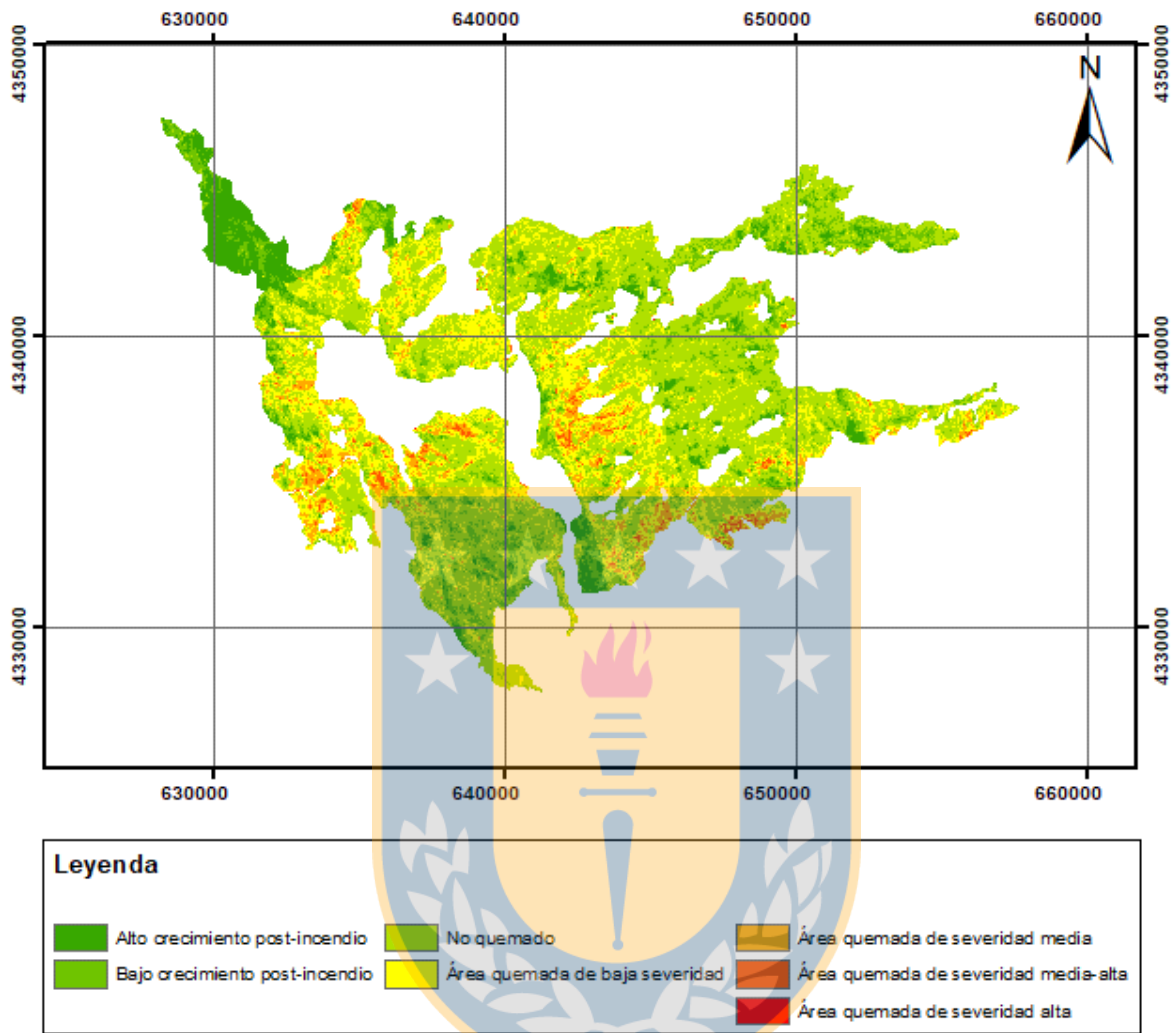 630000 640000 650000 660000
4350000 4350000
N
4340000 4340000
4330000 4330000
630000 640000 650000 660000
Leyenda
Alto crecimiento post-incendio
Bajo crecimiento post-incendio
No quemado
Área quemada de baja severidad
Área quemada de severidad media
Área quemada de severidad media-alta
Área quemada de severidad alta